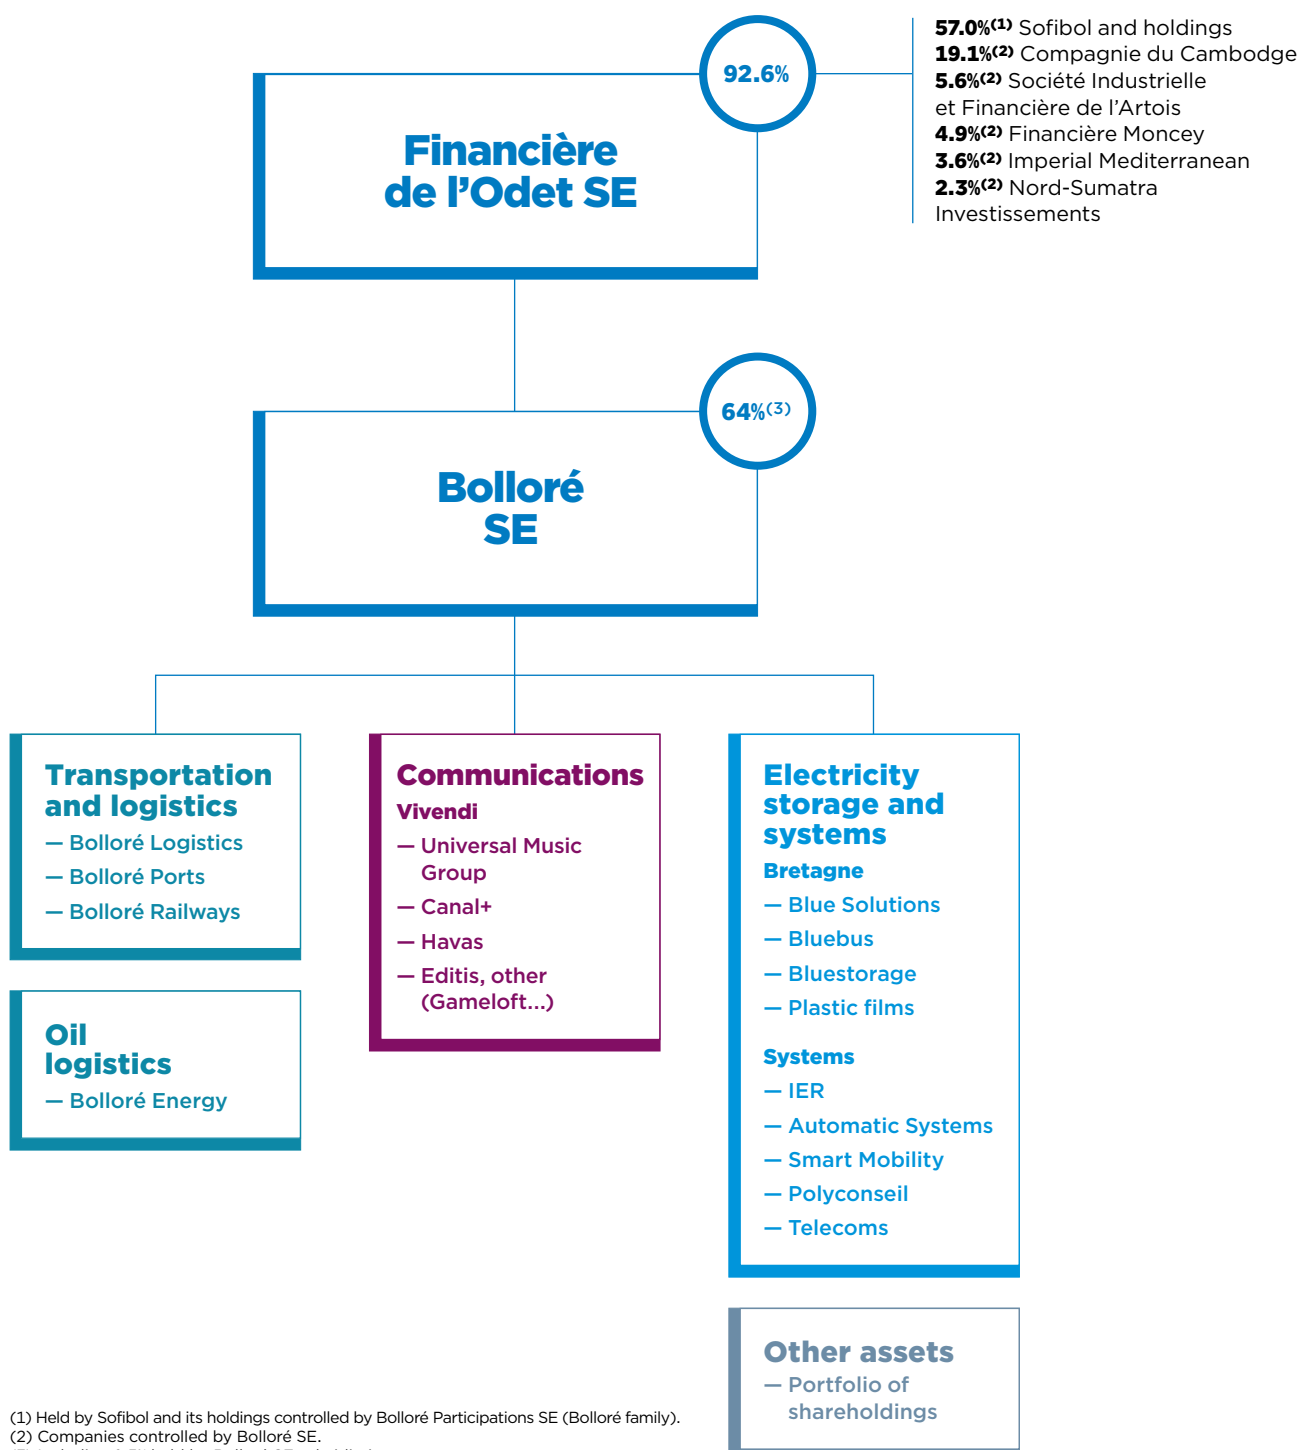 92.6%
57.0%(1) Sofibol and holdings
19.1%(2) Compagnie du Cambodge
5.6%(2) Société Industrielle
et Financière de l’Artois
4.9%(2) Financière Moncey
3.6%(2) Imperial Mediterranean
2.3%(2) Nord-Sumatra
Investissements
Financière
de l’Odet SE
64%(3)
Bolloré
SE
Transportation
and logistics
— Bolloré Logistics
— Bolloré Ports
— Bolloré Railways
Oil
logistics
— Bolloré Energy
Communications
Vivendi
— Universal Music
Group
— Canal+
— Havas
— Editis, other
(Gameloft...)
Electricity
storage and
systems
Bretagne
— Blue Solutions
— Bluebus
— Bluestorage
— Plastic films
Systems
— IER
— Automatic Systems
— Smart Mobility
— Polyconseil
— Telecoms
Other assets
— Portfolio of
shareholdings
(1) Held by Sofibol and its holdings controlled by Bolloré Participations SE (Bolloré family).
(2) Companies controlled by Bolloré SE.